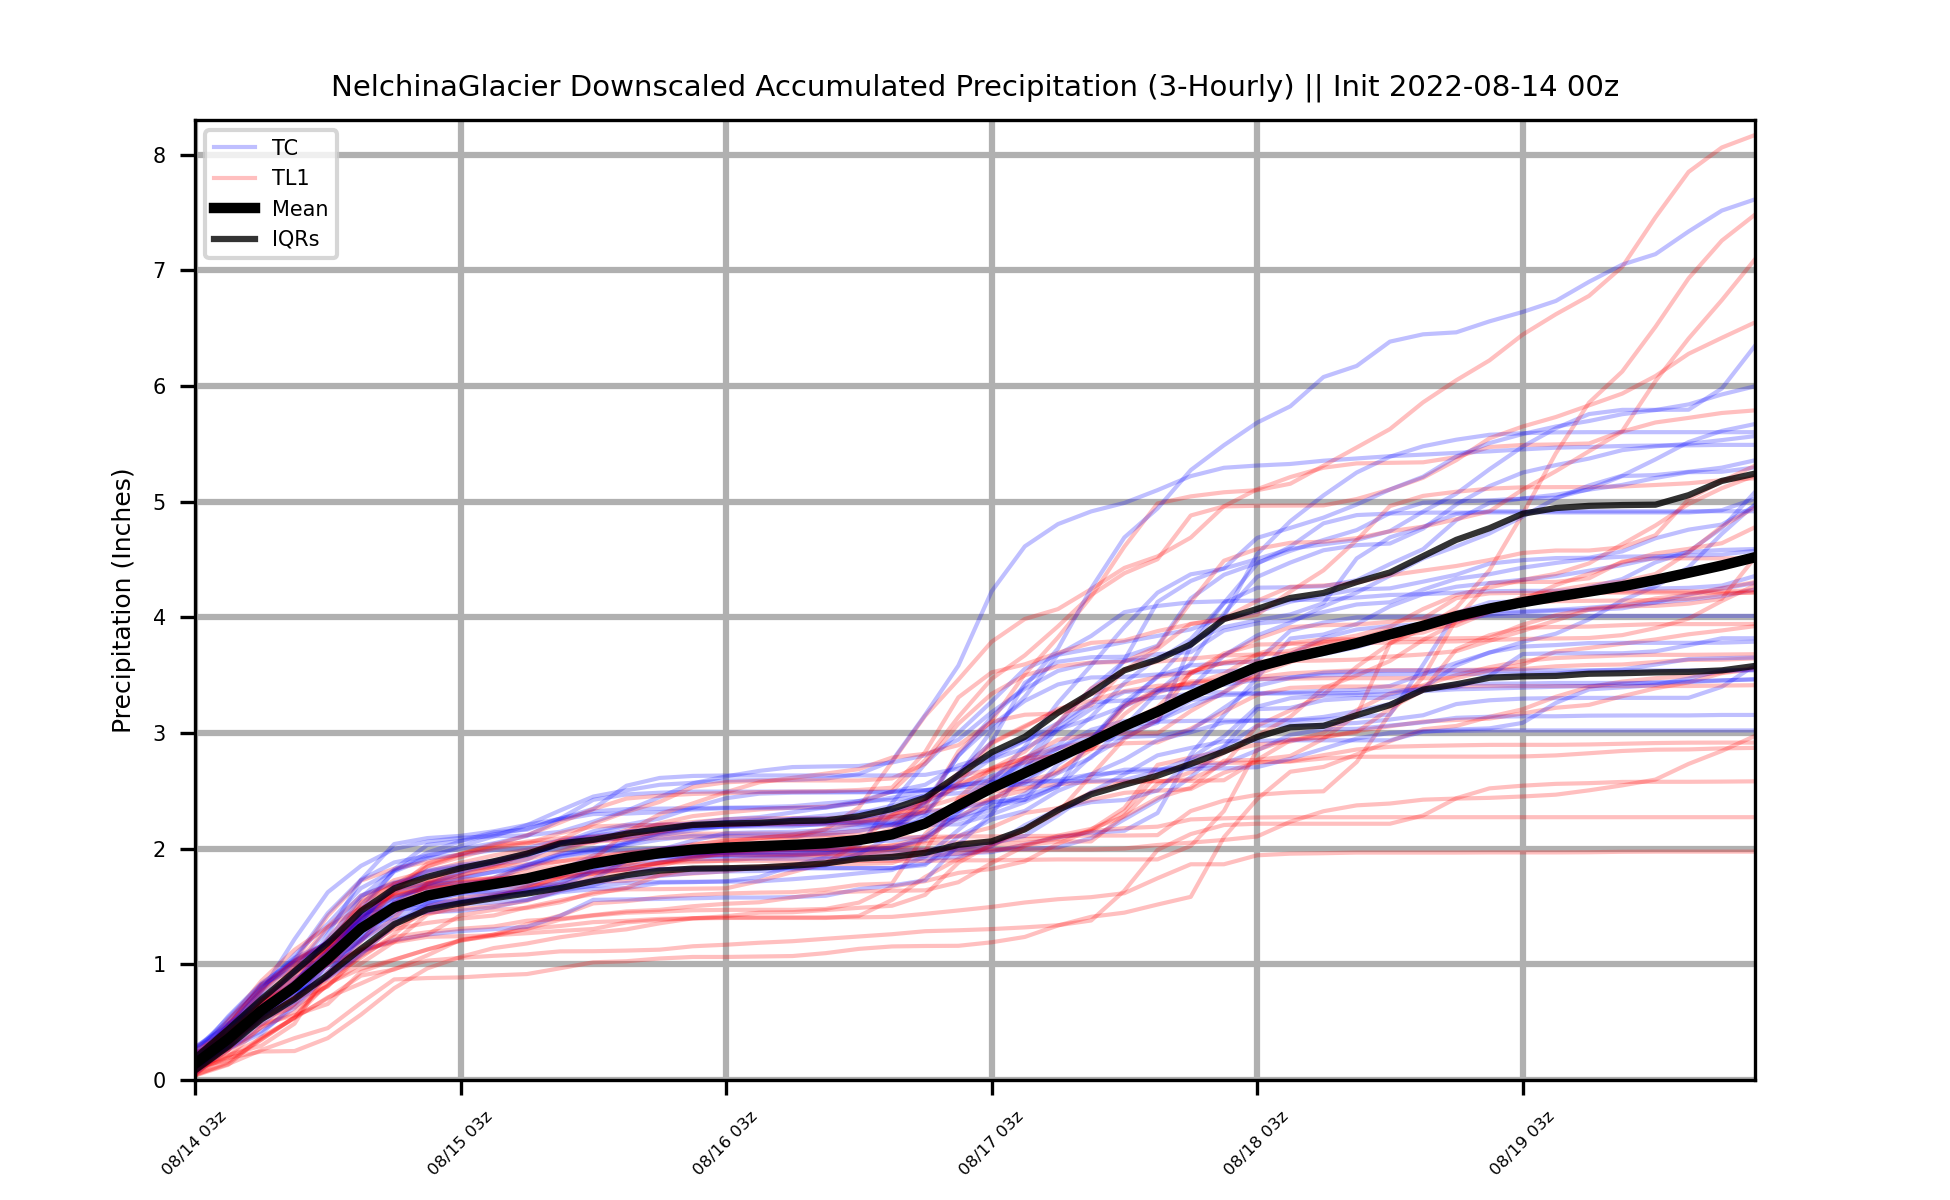 NelchinaGlacier Downscaled Accumulated Precipitation (3-Hourly) || Init 2022-08-14 00z
TC
TL1
Mean
IQRs
Precipitation (Inches)
8
7
6
5
4
3
2
1
0
08/14 03z
08/15 03z
08/16 03z
08/17 03z
08/18 03z
08/19 03z